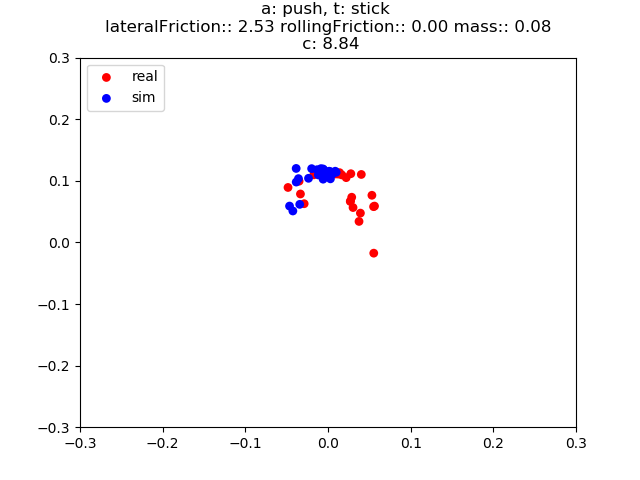 a: push, t: stick
lateralFriction:: 2.53 rollingFriction:: 0.00 mass:: 0.08
c: 8.84
real
sim
0.3
0.2
0.1
0.0
−0.1
−0.2
−0.3
−0.3
−0.2
−0.1
0.0
0.1
0.2
0.3